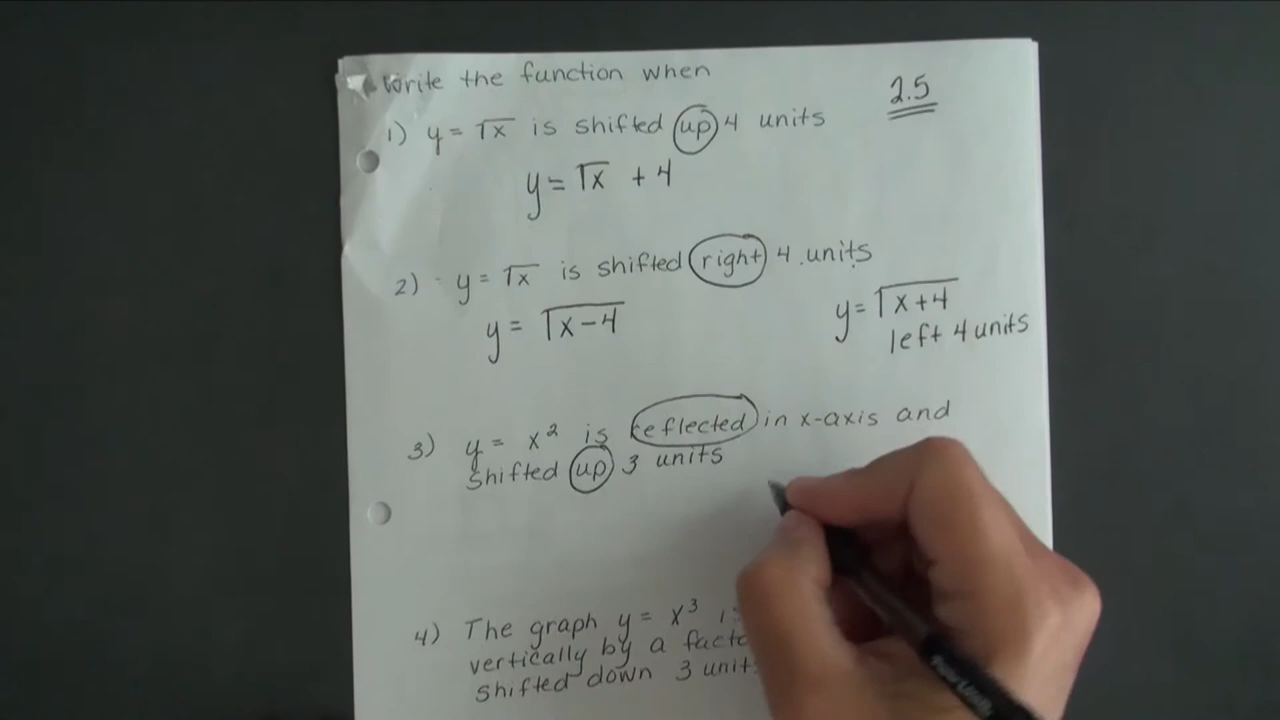 Write the function when
2.5
1) y = √x is shifted up 4 units
y = √x + 4
2) y = √x is shifted right 4 units
y = √x-4
y = √x+4
left 4 units
3) y = x² is reflected in x-axis and
shifted up 3 units
4) The graph y = x³
vertically by a
shifted down 3